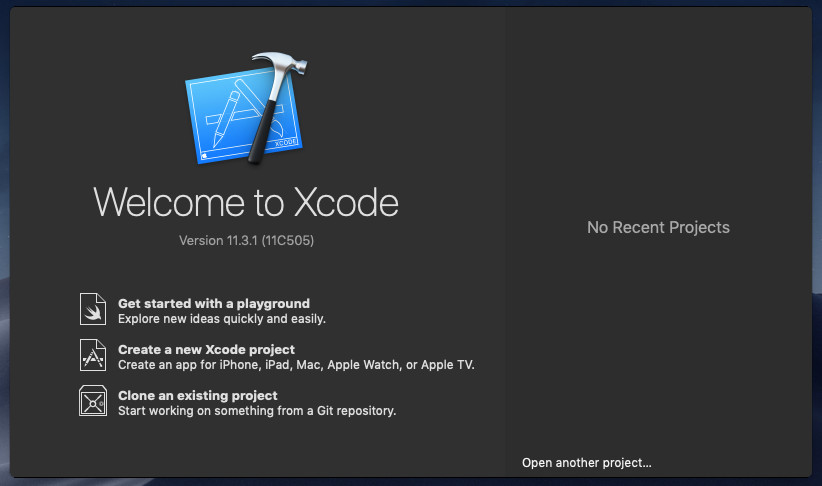 XCODE
Welcome to Xcode
Version 11.3.1 (11C505)
Get started with a playground
Explore new ideas quickly and easily.
Create a new Xcode project
Create an app for iPhone, iPad, Mac, Apple Watch, or Apple TV.
Clone an existing project
Start working on something from a Git repository.
No Recent Projects
Open another project...